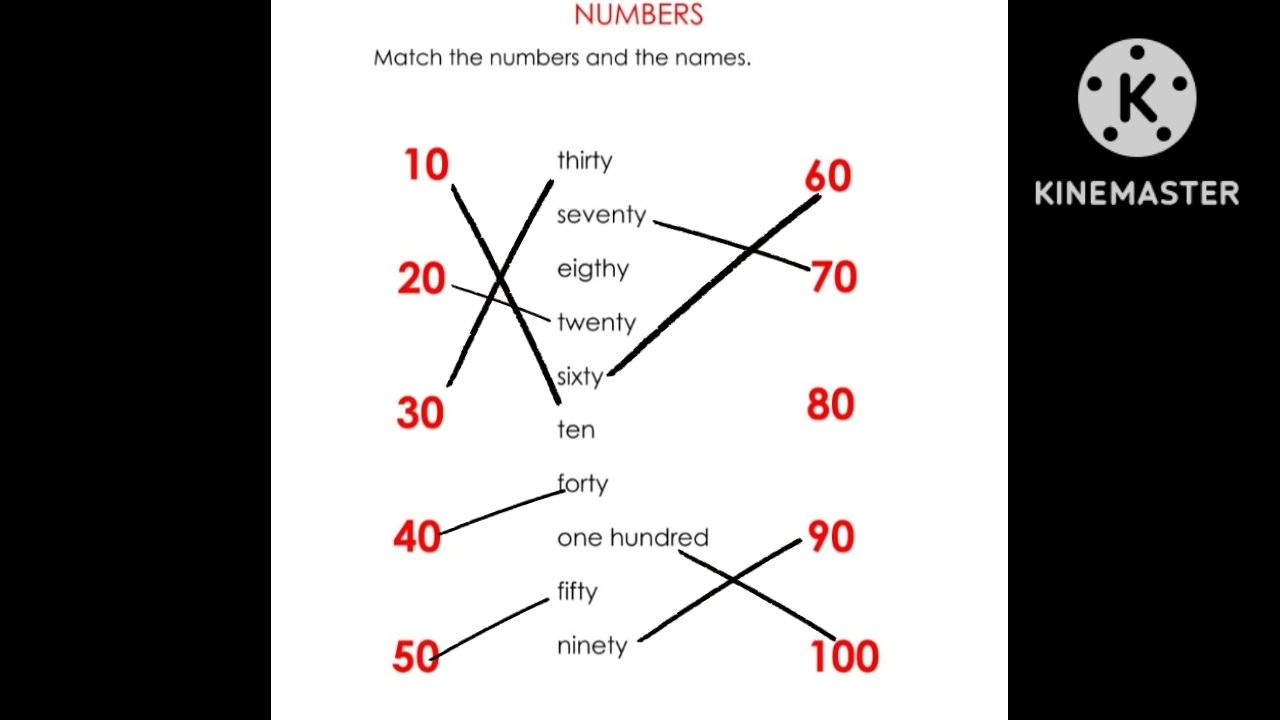 NUMBERS
Match the numbers and the names.
10
20
30
40
50
thirty
seventy
eigthy
twenty
sixty
ten
forty
one hundred
fifty
ninety
60
70
80
90
100
K
KINEMASTER